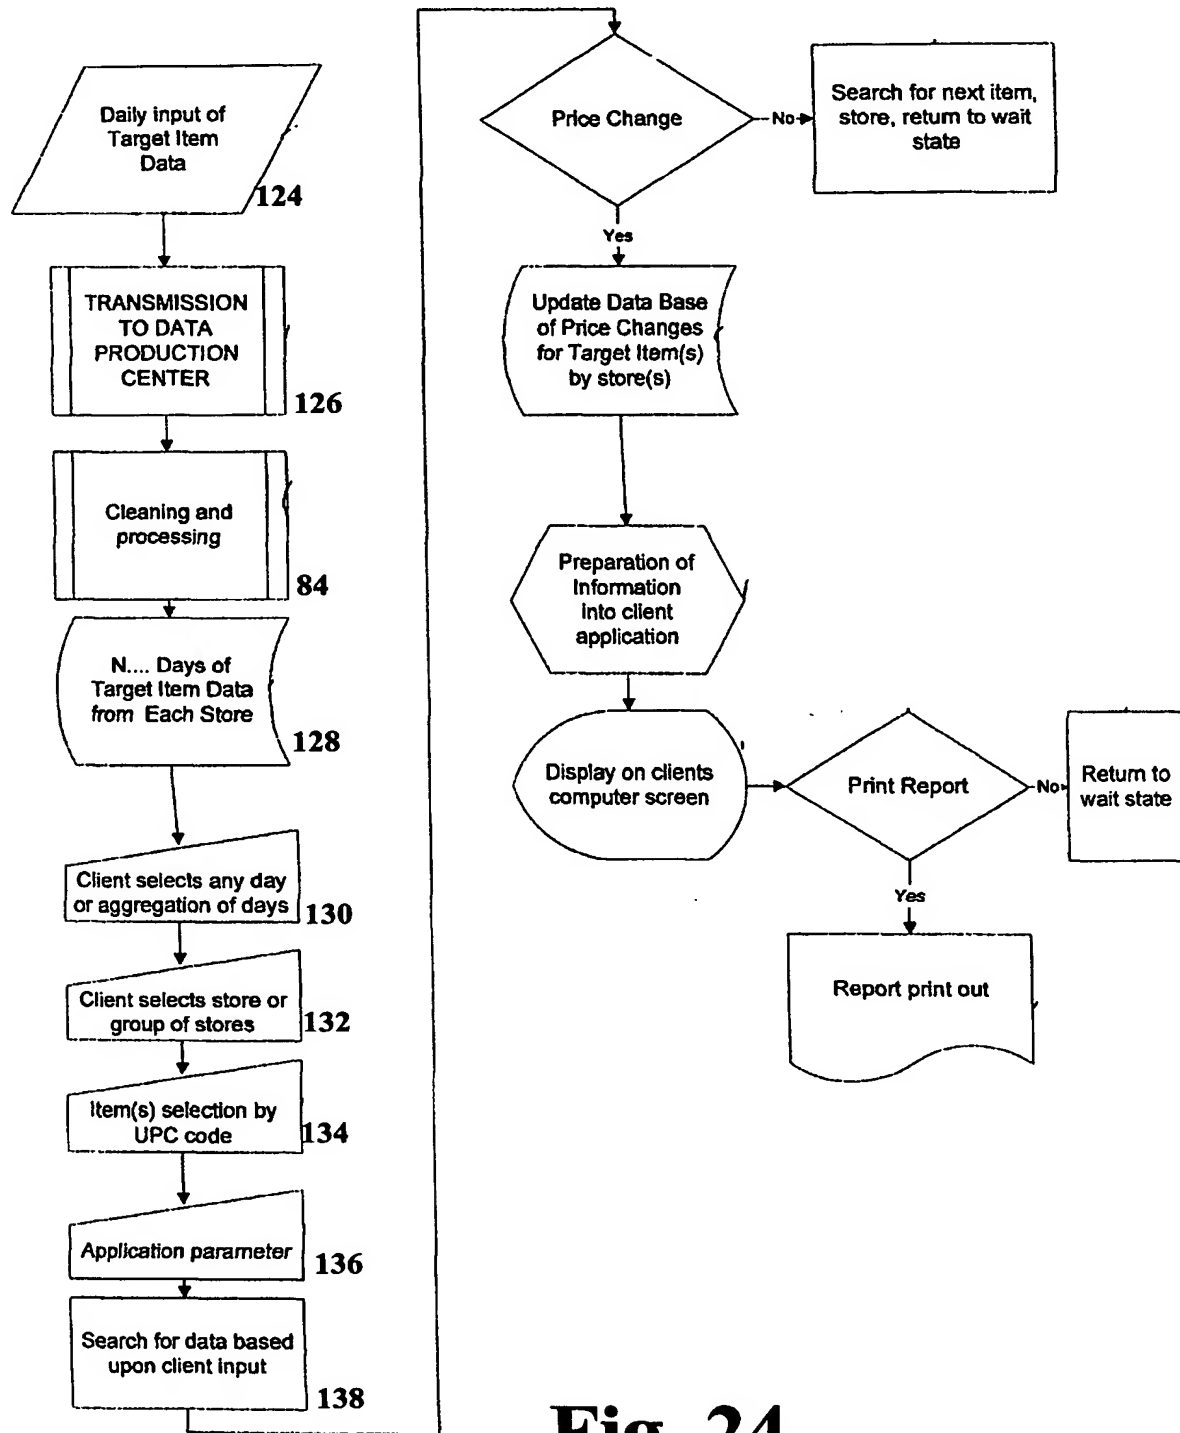 Daily input of
Target Item
Data
124
TRANSMISSION
TO DATA
PRODUCTION
CENTER
126
Cleaning and
processing
84
N.... Days of
Target Item Data
from Each Store
128
Client selects any day
or aggregation of days
130
Client selects store or
group of stores
132
Item(s) selection by
UPC code
134
Application parameter
136
Search for data based
upon client input
138
Price Change
No
Search for next item,
store, return to wait
state
Yes
Update Data Base
of Price Changes
for Target Item(s)
by store(s)
Preparation of
Information
into client
application
Display on clients
computer screen
Print Report
No
Return to
wait state
Yes
Report print out
Fig. 24